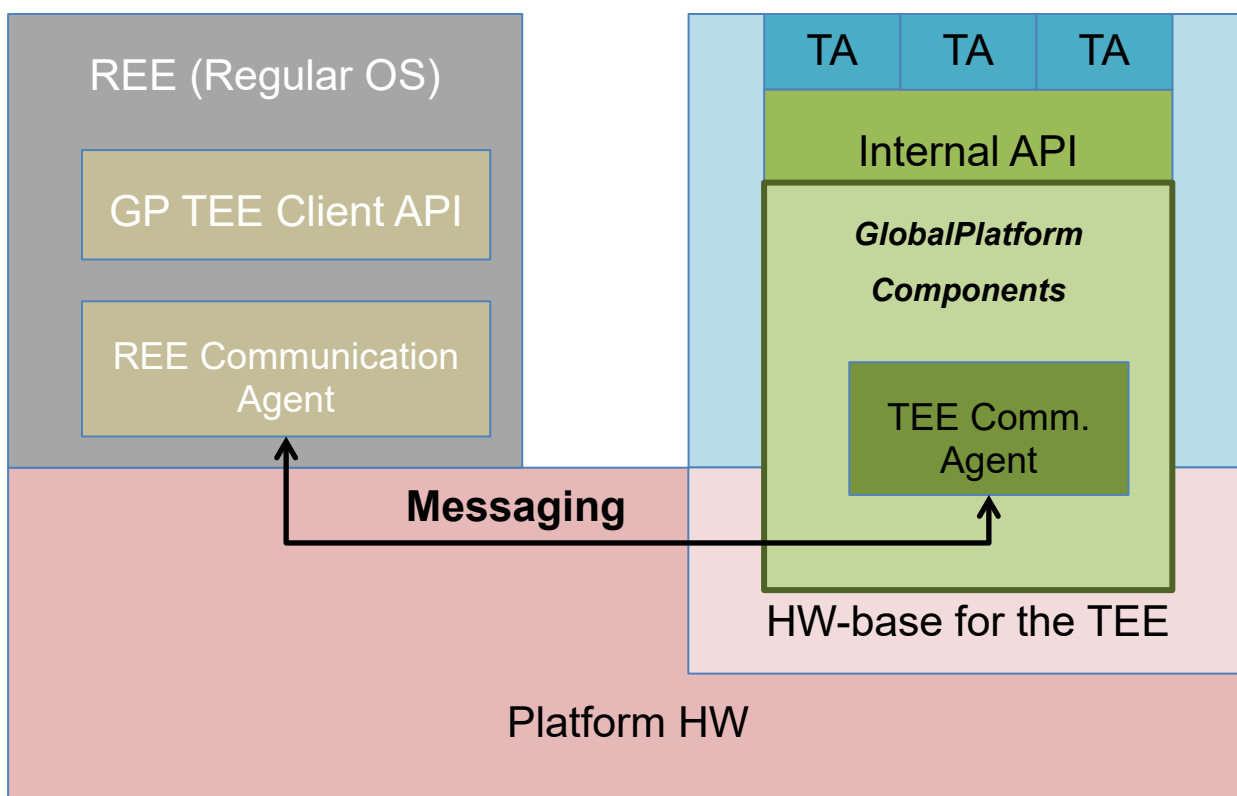 REE (Regular OS)
GP TEE Client API
REE Communication
Agent
TA TA TA
Internal API
GlobalPlatform
Components
TEE Comm.
Agent
Messaging
HW-base for the TEE
Platform HW